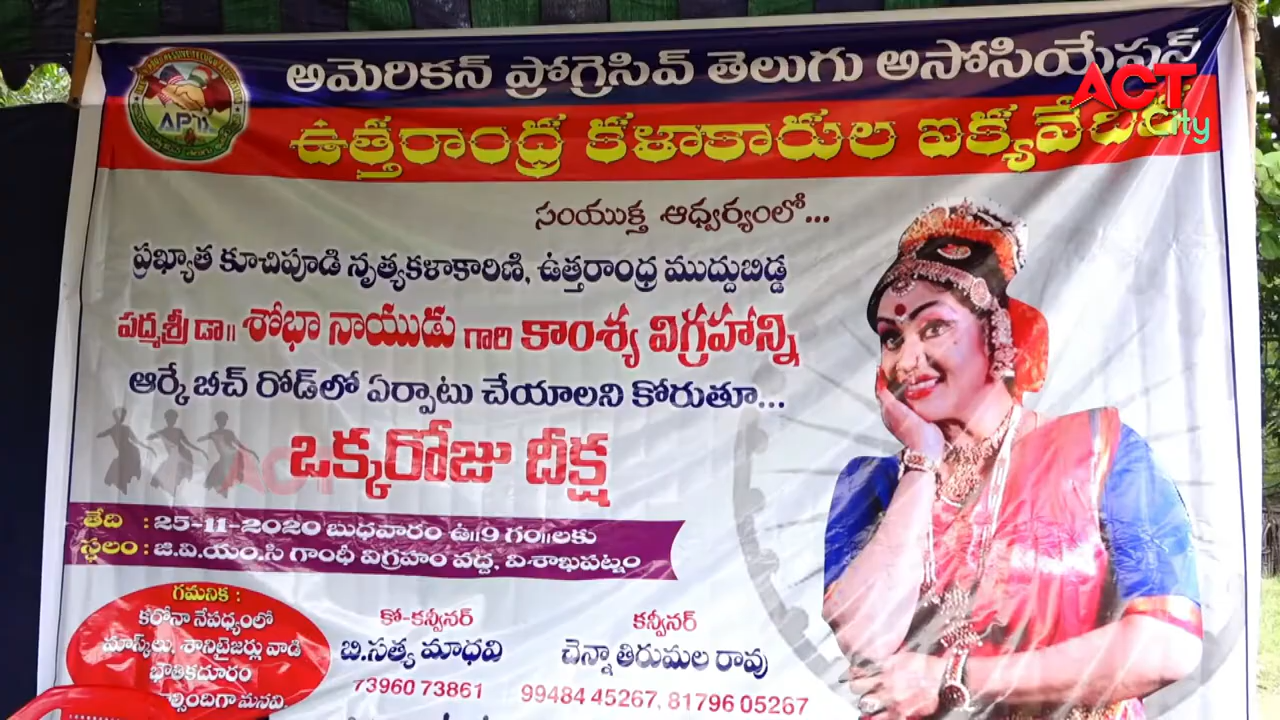 అమెరికన్ ప్రోగ్రెసివ్ తెలుగు అసోసియేషన్
ACT
City
APTA
ఉత్తరాంధ్ర కళాకారుల ఐక్యవేదిక
సంయుక్త ఆధ్వర్యంలో...
ప్రఖ్యాత కూచిపూడి నృత్యకళాకారిణి, ఉత్తరాంధ్ర ముద్దుబిడ్డ
పద్మశ్రీ డా॥ శోభా నాయుడు గారి కాంశ్య విగ్రహాన్ని
ఆర్కే బీచ్ రోడ్‌లో ఏర్పాటు చేయాలని కోరుతూ...
ఒక్కరోజు దీక్ష
తేది : 25-11-2020 బుధవారం ఉ॥9 గం॥లకు
స్థలం : జి.వి.యం.సి గాంధీ విగ్రహం వద్ద, విశాఖపట్నం
గమనిక :
కరోనా నేపధ్యంలో
మాస్క్‌లు, శానిటైజర్లు వాడి
భౌతికదూరం
కో-కన్వీనర్
బి.సత్య మాధవి
73960 73861
కన్వీనర్
చెన్నా తిరుమల రావు
99484 45267, 81796 05267